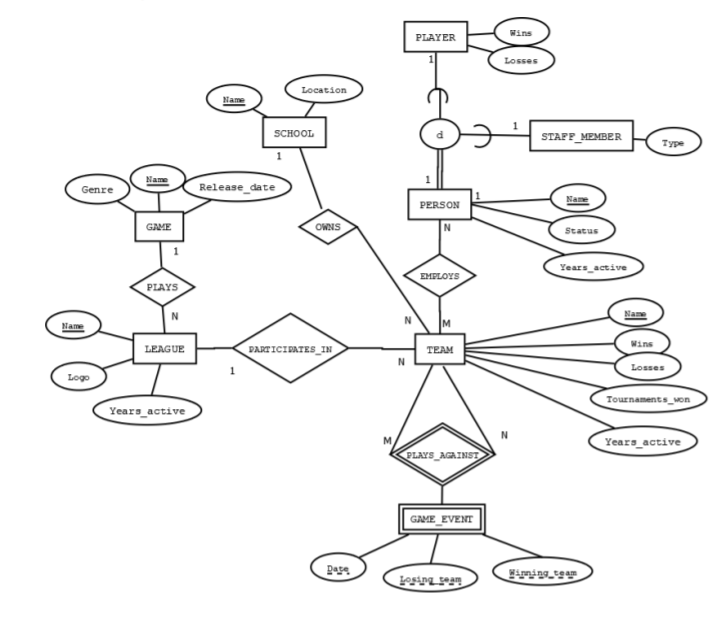 PLAYER
Wins
Losses
1
Name
Location
SCHOOL
1
d
1
STAFF_MEMBER
Type
Genre
Name
Release_date
GAME
1
OWNS
1
PERSON
1
N
Name
Status
Years_active
PLAYS
N
EMPLOYS
Name
LEAGUE
Logo
Years_active
1
PARTICIPATES_IN
N
N
M
TEAM
Name
Wins
Losses
Tournaments_won
Years_active
M
N
PLAYS_AGAINST
GAME_EVENT
Date
Losing_team
Winning_team